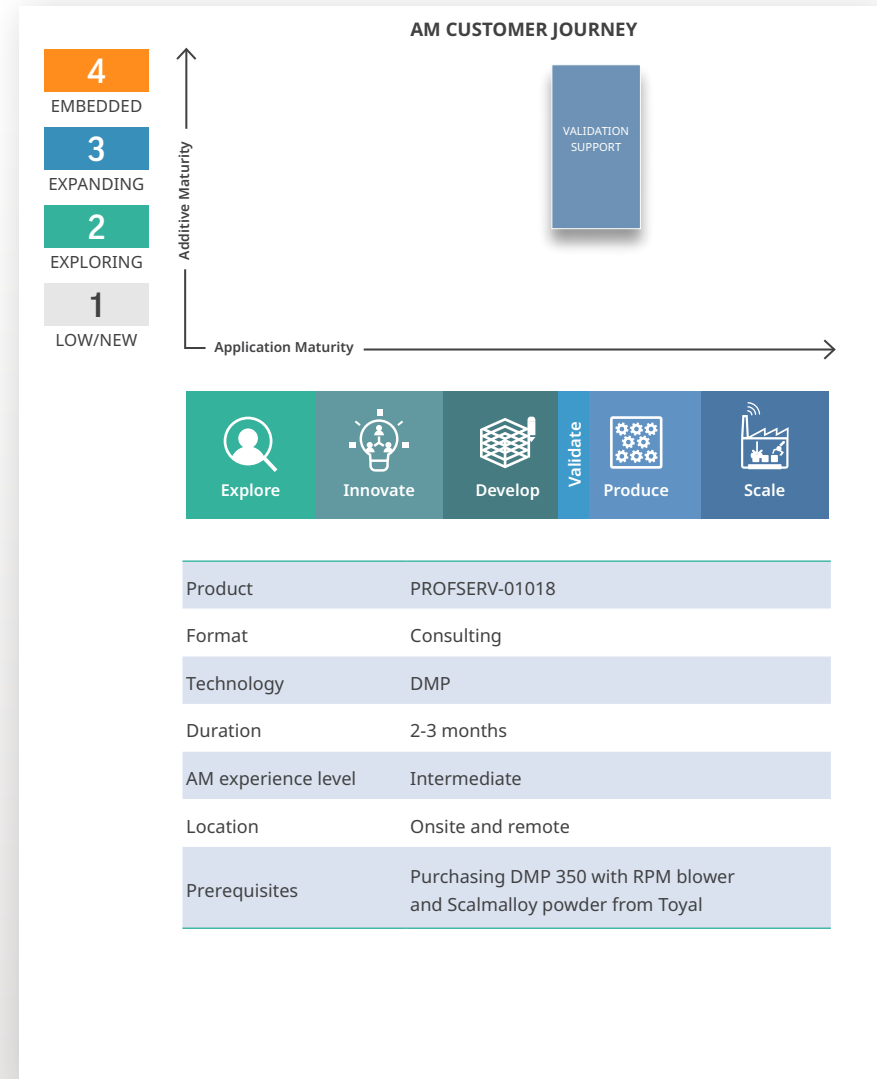 AM CUSTOMER JOURNEY
4
EMBEDDED
3
EXPANDING
2
EXPLORING
1
LOW/NEW
Additive Maturity
VALIDATION
SUPPORT
Application Maturity
Explore
Innovate
Develop
Validate
Produce
Scale
Product PROFSERV-01018
Format Consulting
Technology DMP
Duration 2-3 months
AM experience level Intermediate
Location Onsite and remote
Prerequisites Purchasing DMP 350 with RPM blower
and Scalmalloy powder from Toyal